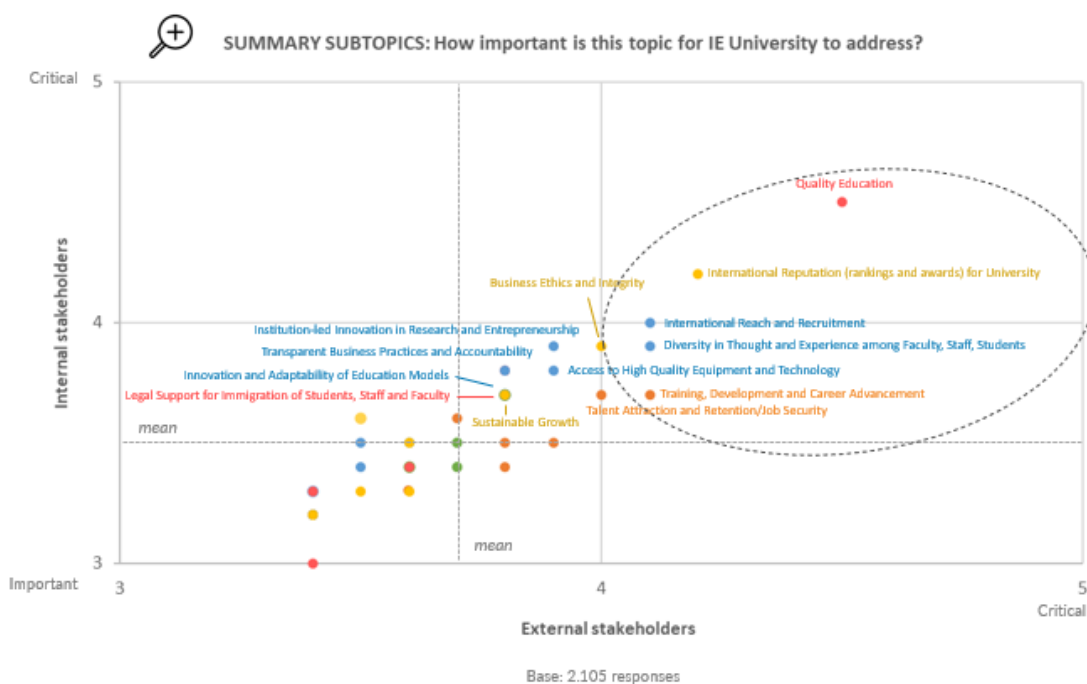 SUMMARY SUBTOPICS: How important is this topic for IE University to address?
Critical
5
Quality Education
International Reputation (rankings and awards) for University
Business Ethics and Integrity
4
Institution-led Innovation in Research and Entrepreneurship
International Reach and Recruitment
Transparent Business Practices and Accountability
Diversity in Thought and Experience among Faculty, Staff, Students
Innovation and Adaptability of Education Models
Access to High Quality Equipment and Technology
Legal Support for Immigration of Students, Staff and Faculty
Training, Development and Career Advancement
Talent Attraction and Retention/Job Security
Sustainable Growth
mean
mean
Internal stakeholders
3
Important
3
4
5
Critical
External stakeholders
Base: 2.105 responses